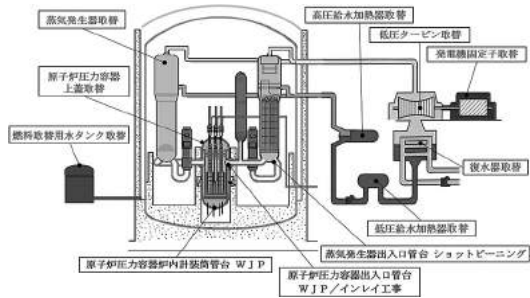 高圧給水加熱器取替
蒸気発生器取替
低圧タービン取替
発電機固定子取替
原子炉圧力容器
上蓋取替
燃料取替用水タンク取替
復水器取替
低圧給水加熱器取替
蒸気発生器出入口管台 ショットピーニング
原子炉圧力容器炉内計装筒管台 WJP
原子炉圧力容器出入口管台
WJP／インレイ工事